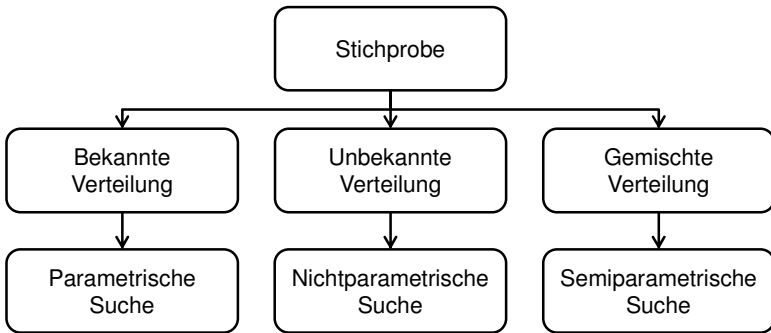 Stichprobe
Bekannte
Verteilung
Unbekannte
Verteilung
Gemischte
Verteilung
Parametrische
Suche
Nichtparametrische
Suche
Semiparametrische
Suche